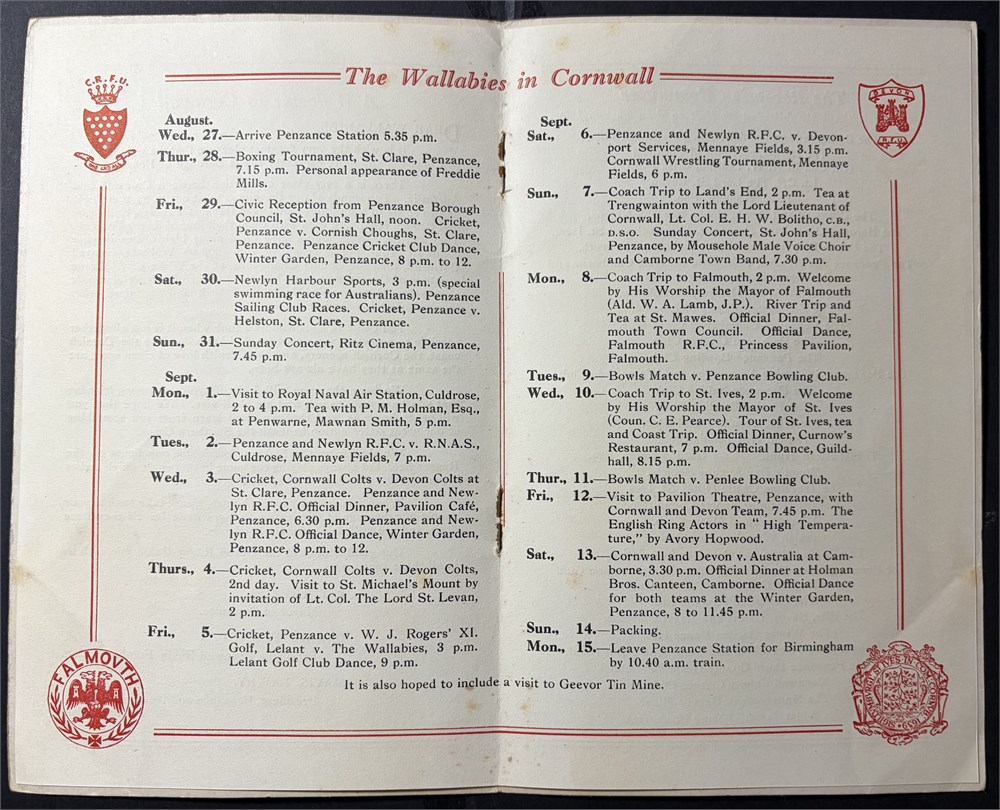 The Wallabies in Cornwall
C.R.F.U.
ONE AND ALL
August.
Wed., 27.—Arrive Penzance Station 5.35 p.m.
Thur., 28.—Boxing Tournament, St. Clare, Penzance,
7.15 p.m. Personal appearance of Freddie
Mills.
Fri., 29.—Civic Reception from Penzance Borough
Council, St. John's Hall, noon. Cricket,
Penzance v. Cornish Choughs, St. Clare,
Penzance. Penzance Cricket Club Dance,
Winter Garden, Penzance, 8 p.m. to 12.
Sat., 30.—Newlyn Harbour Sports, 3 p.m. (special
swimming race for Australians). Penzance
Sailing Club Races. Cricket, Penzance v.
Helston, St. Clare, Penzance.
Sun., 31.—Sunday Concert, Ritz Cinema, Penzance,
7.45 p.m.
Sept.
Mon., 1.—Visit to Royal Naval Air Station, Culdrose,
2 to 4 p.m. Tea with P. M. Holman, Esq.,
at Penwarne, Mawnan Smith, 5 p.m.
Tues., 2.—Penzance and Newlyn R.F.C. v. R.N.A.S.,
Culdrose, Mennaye Fields, 7 p.m.
Wed., 3.—Cricket, Cornwall Colts v. Devon Colts at
St. Clare, Penzance. Penzance and New-
lyn R.F.C. Official Dinner, Pavilion Café,
Penzance, 6.30 p.m. Penzance and New-
lyn R.F.C. Official Dance, Winter Garden,
Penzance, 8 p.m. to 12.
Thurs., 4.—Cricket, Cornwall Colts v. Devon Colts,
2nd day. Visit to St. Michael's Mount by
invitation of Lt. Col. The Lord St. Levan,
2 p.m.
Fri., 5.—Cricket, Penzance v. W. J. Rogers' XI.
Golf, Lelant v. The Wallabies, 3 p.m.
Lelant Golf Club Dance, 9 p.m.
FALMOVTH
DEVON
R.F.U.
Sept.
Sat., 6.—Penzance and Newlyn R.F.C. v. Devon-
port Services, Mennaye Fields, 3.15 p.m.
Cornwall Wrestling Tournament, Mennaye
Fields, 6 p.m.
Sun., 7.—Coach Trip to Land's End, 2 p.m. Tea at
Trengwainton with the Lord Lieutenant of
Cornwall, Lt. Col. E. H. W. Bolitho, C.B.,
D.S.O. Sunday Concert, St. John's Hall,
Penzance, by Mousehole Male Voice Choir
and Camborne Town Band, 7.30 p.m.
Mon., 8.—Coach Trip to Falmouth, 2 p.m. Welcome
by His Worship the Mayor of Falmouth
(Ald. W. A. Lamb, J.P.). River Trip and
Tea at St. Mawes. Official Dinner, Fal-
mouth Town Council. Official Dance,
Falmouth R.F.C., Princess Pavilion,
Falmouth.
Tues., 9.—Bowls Match v. Penzance Bowling Club.
Wed., 10.—Coach Trip to St. Ives, 2 p.m. Welcome
by His Worship the Mayor of St. Ives
(Coun. C. E. Pearce). Tour of St. Ives, tea
and Coast Trip. Official Dinner, Curnow's
Restaurant, 7 p.m. Official Dance, Guild-
hall, 8.15 p.m.
Thur., 11.—Bowls Match v. Penlee Bowling Club.
Fri., 12.—Visit to Pavilion Theatre, Penzance, with
Cornwall and Devon Team, 7.45 p.m. The
English Ring Actors in "High Tempera-
ture," by Avory Hopwood.
Sat., 13.—Cornwall and Devon v. Australia at Cam-
borne, 3.30 p.m. Official Dinner at Holman
Bros. Canteen, Camborne. Official Dance
for both teams at the Winter Garden,
Penzance, 8 to 11.45 p.m.
Sun., 14.—Packing.
Mon., 15.—Leave Penzance Station for Birmingham
by 10.40 a.m. train.
It is also hoped to include a visit to Geevor Tin Mine.